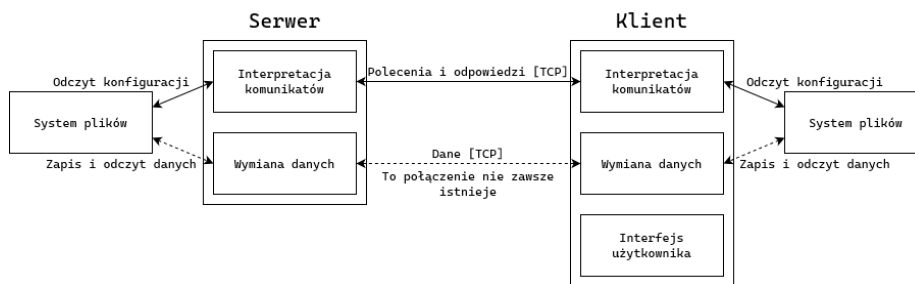 Serwer
Klient
Interpretacja
komunikatów
Polecenia i odpowiedzi [TCP]
Interpretacja
komunikatów
Odczyt konfiguracji
Odczyt konfiguracji
System plików
System plików
Zapis i odczyt danych
Wymiana danych
Dane [TCP]
To połączenie nie zawsze
istnieje
Wymiana danych
Zapis i odczyt danych
Interfejs
użytkownika